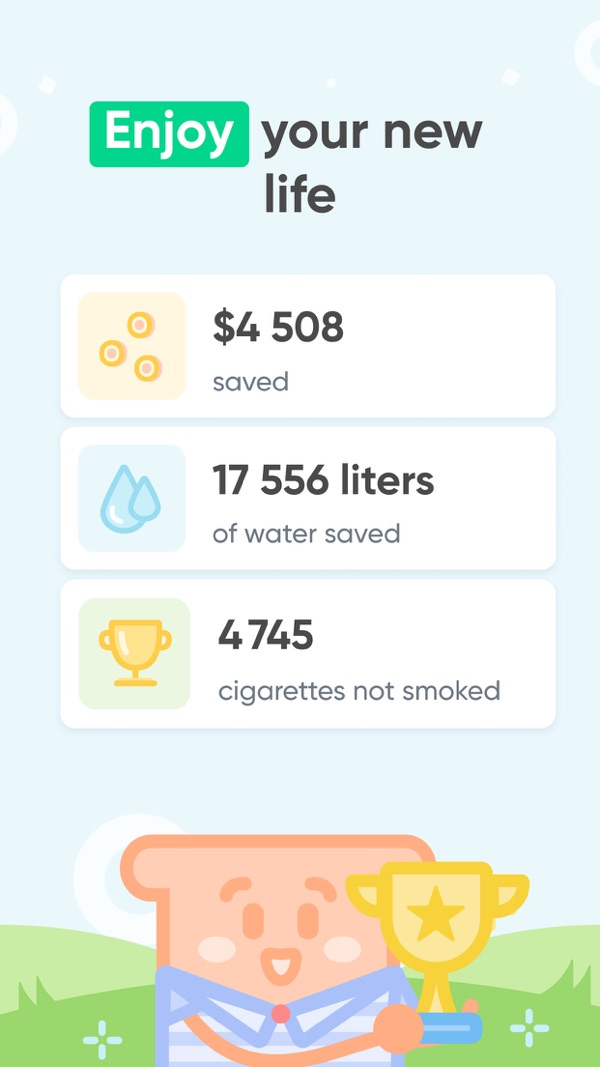 Enjoy your new
life
$4 508
saved
17 556 liters
of water saved
4 745
cigarettes not smoked